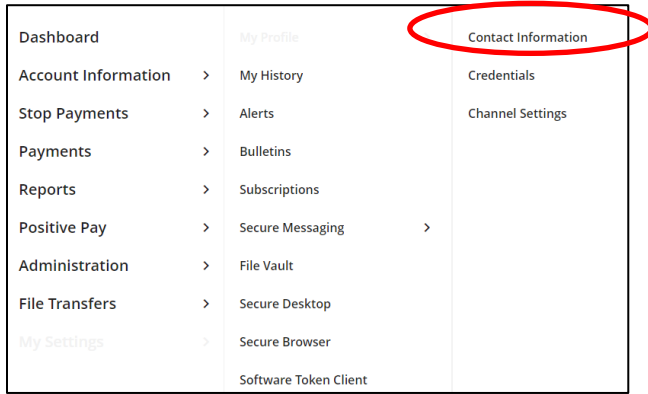 Dashboard
Account Information
Stop Payments
Payments
Reports
Positive Pay
Administration
File Transfers
My Settings
My Profile
My History
Alerts
Bulletins
Subscriptions
Secure Messaging
File Vault
Secure Desktop
Secure Browser
Software Token Client
Contact Information
Credentials
Channel Settings